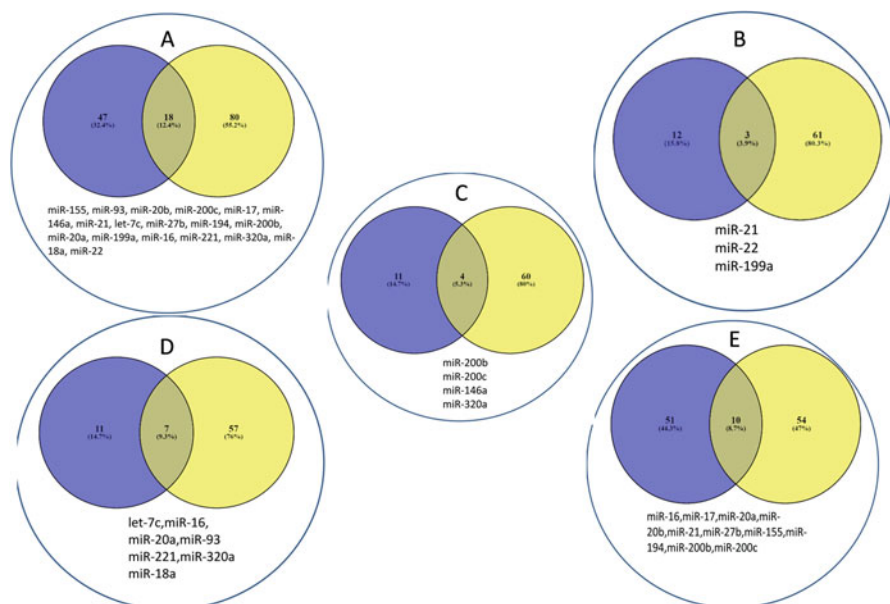 A
47
(32.4%)
18
(12.4%)
80
(55.2%)
miR-155, miR-93, miR-20b, miR-200c, miR-17, miR-
146a, miR-21, let-7c, miR-27b, miR-194, miR-200b,
miR-20a, miR-199a, miR-16, miR-221, miR-320a, miR-
18a, miR-22
B
12
(15.8%)
3
(3.9%)
61
(80.3%)
miR-21
miR-22
miR-199a
C
11
(14.7%)
4
(5.3%)
60
(80%)
miR-200b
miR-200c
miR-146a
miR-320a
D
11
(14.7%)
7
(9.3%)
57
(76%)
let-7c,miR-16,
miR-20a,miR-93
miR-221,miR-320a
miR-18a
E
51
(44.3%)
10
(8.7%)
54
(47%)
miR-16,miR-17,miR-20a,miR-
20b,miR-21,miR-27b,miR-155,miR-
194,miR-200b,miR-200c